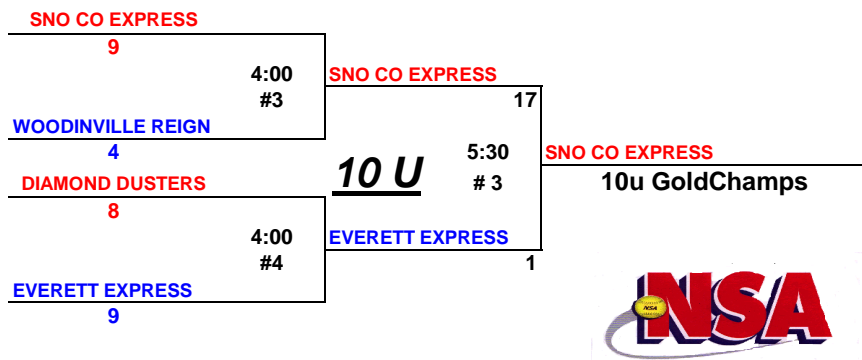 SNO CO EXPRESS
9
4:00
#3
WOODINVILLE REIGN
4
DIAMOND DUSTERS
8
4:00
#4
EVERETT EXPRESS
9
SNO CO EXPRESS
17
10 U
5:30
# 3
EVERETT EXPRESS
1
SNO CO EXPRESS
10u GoldChamps
NSA
NSA